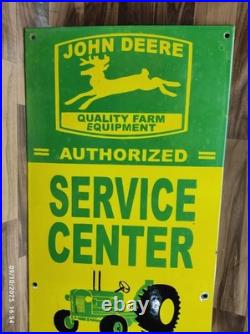 JOHN DEERE
QUALITY FARM
EQUIPMENT
= AUTHORIZED =
SERVICE
CENTER